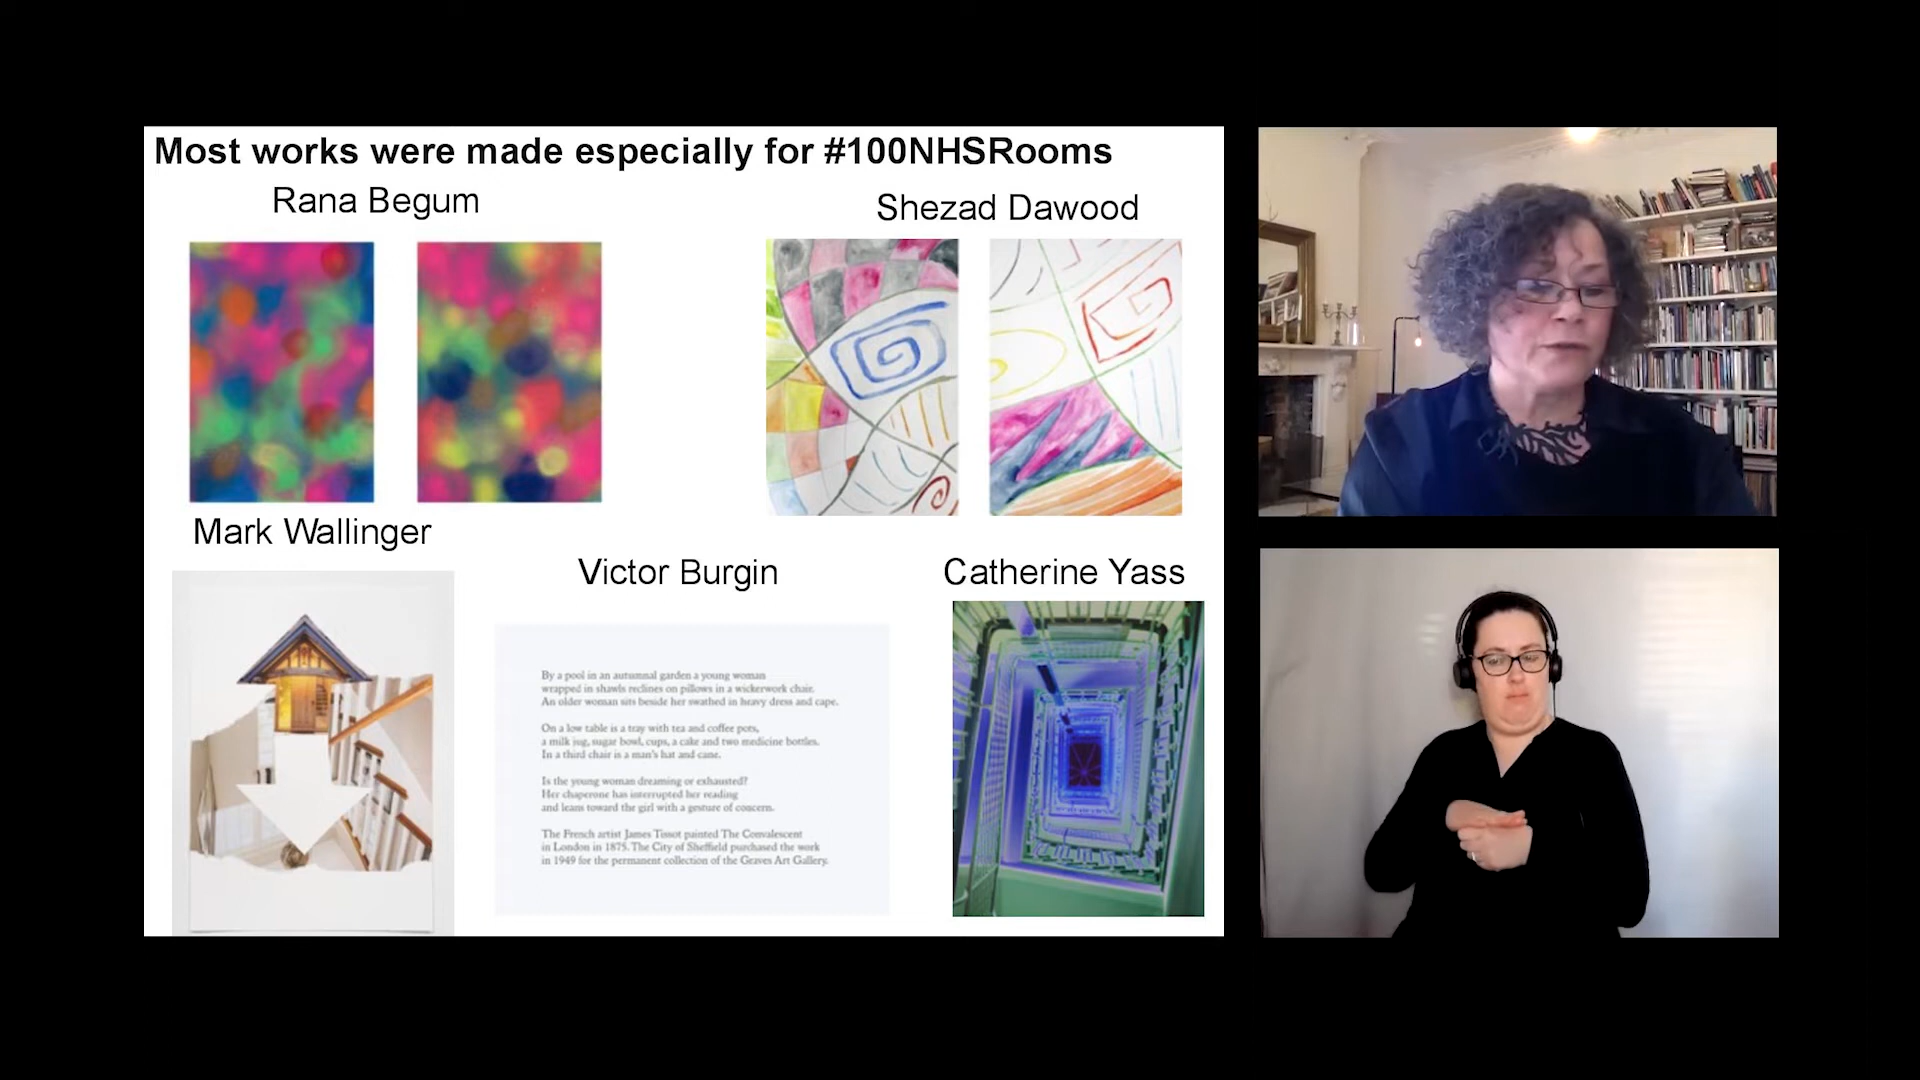 Most works were made especially for #100NHSRooms
Rana Begum
Shezad Dawood
Mark Wallinger
Victor Burgin
Catherine Yass
By a pool in an autumnal garden a young woman
wrapped in shawls reclines on pillows in a wickerwork chair.
An older woman sits beside her swathed in heavy dress and cape.
On a low table is a tray with tea and coffee pots,
a milk jug, sugar bowl, cups, a cake and two medicine bottles.
In a third chair is a man's hat and cane.
Is the young woman dreaming or exhausted?
Her chaperone has interrupted her reading
and leans toward the girl with a gesture of concern.
The French artist James Tissot painted The Convalescent
in London in 1875. The City of Sheffield purchased the work
in 1949 for the permanent collection of the Graves Art Gallery.